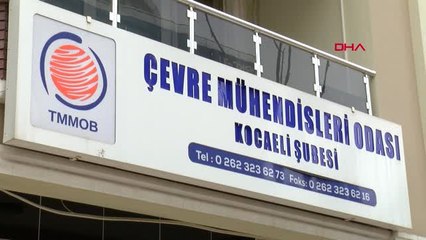 DHA
TMMOB
ÇEVRE MÜHENDİSLERİ ODASI
KOCAELİ ŞUBESİ
Tel : 0 262 323 62 73 Faks: 0 262 323 62 16